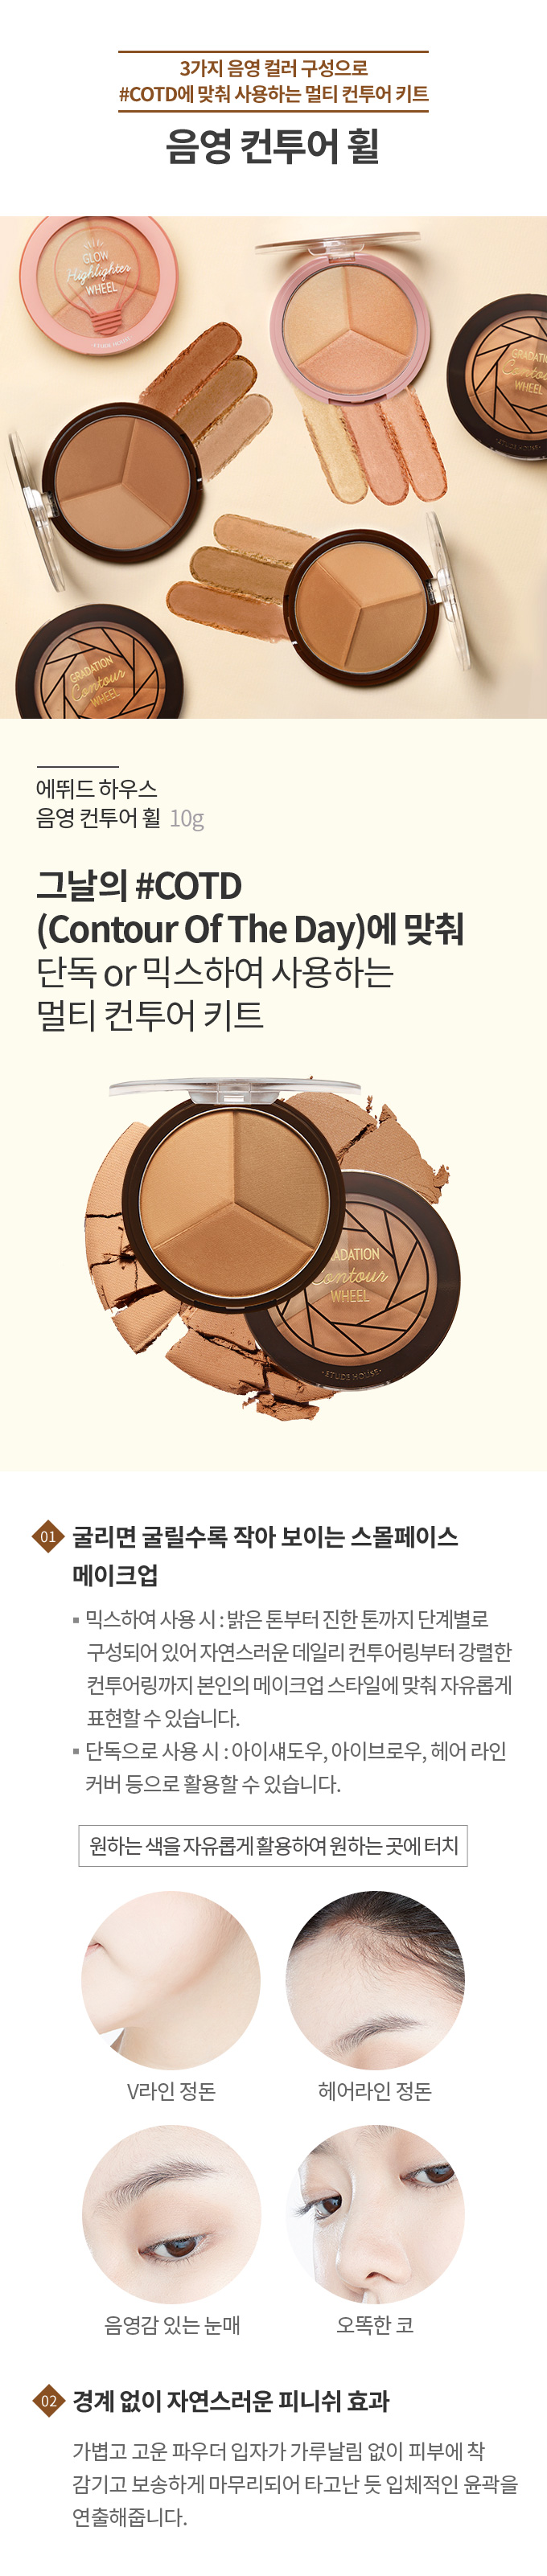 3가지 음영 컬러 구성으로
#COTD에 맞춰 사용하는 멀티 컨투어 키트
음영 컨투어 휠
GLOW
Highlighter
WHEEL
ETUDE HOUSE
GRADATI
Conto
WHEEL
ETUDE HOUSE
GRADATION
Contour
WHEEL
에뛰드 하우스
음영 컨투어 휠 10g
그날의 #COTD
(Contour Of The Day)에 맞춰
단독 or 믹스하여 사용하는
멀티 컨투어 키트
ADATION
Contour
WHEEL
·ETUDE HOUSE·
01 굴리면 굴릴수록 작아 보이는 스몰페이스
메이크업
▪ 믹스하여 사용 시 : 밝은 톤부터 진한 톤까지 단계별로
구성되어 있어 자연스러운 데일리 컨투어링부터 강렬한
컨투어링까지 본인의 메이크업 스타일에 맞춰 자유롭게
표현할 수 있습니다.
▪ 단독으로 사용 시 : 아이섀도우, 아이브로우, 헤어 라인
커버 등으로 활용할 수 있습니다.
원하는 색을 자유롭게 활용하여 원하는 곳에 터치
V라인 정돈
헤어라인 정돈
음영감 있는 눈매
오똑한 코
02 경계 없이 자연스러운 피니쉬 효과
가볍고 고운 파우더 입자가 가루날림 없이 피부에 착
감기고 보송하게 마무리되어 타고난 듯 입체적인 윤곽을
연출해줍니다.